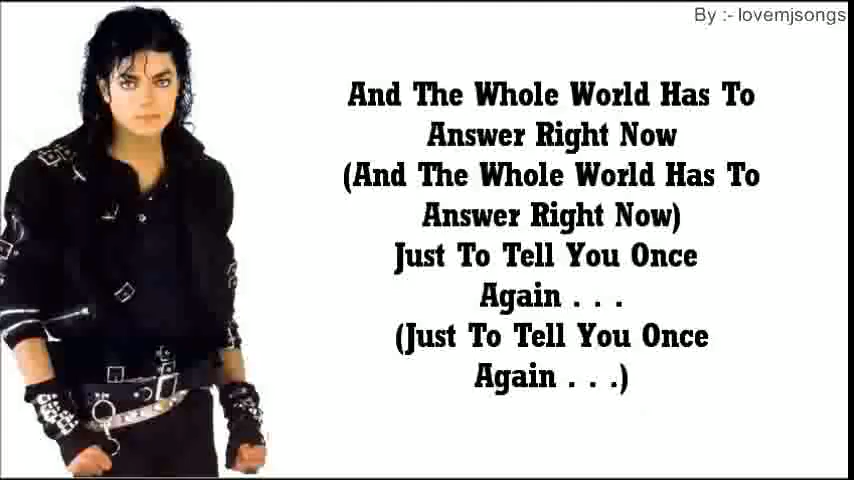 By :- lovemjsongs
And The Whole World Has To
Answer Right Now
(And The Whole World Has To
Answer Right Now)
Just To Tell You Once
Again . . .
(Just To Tell You Once
Again . . .)